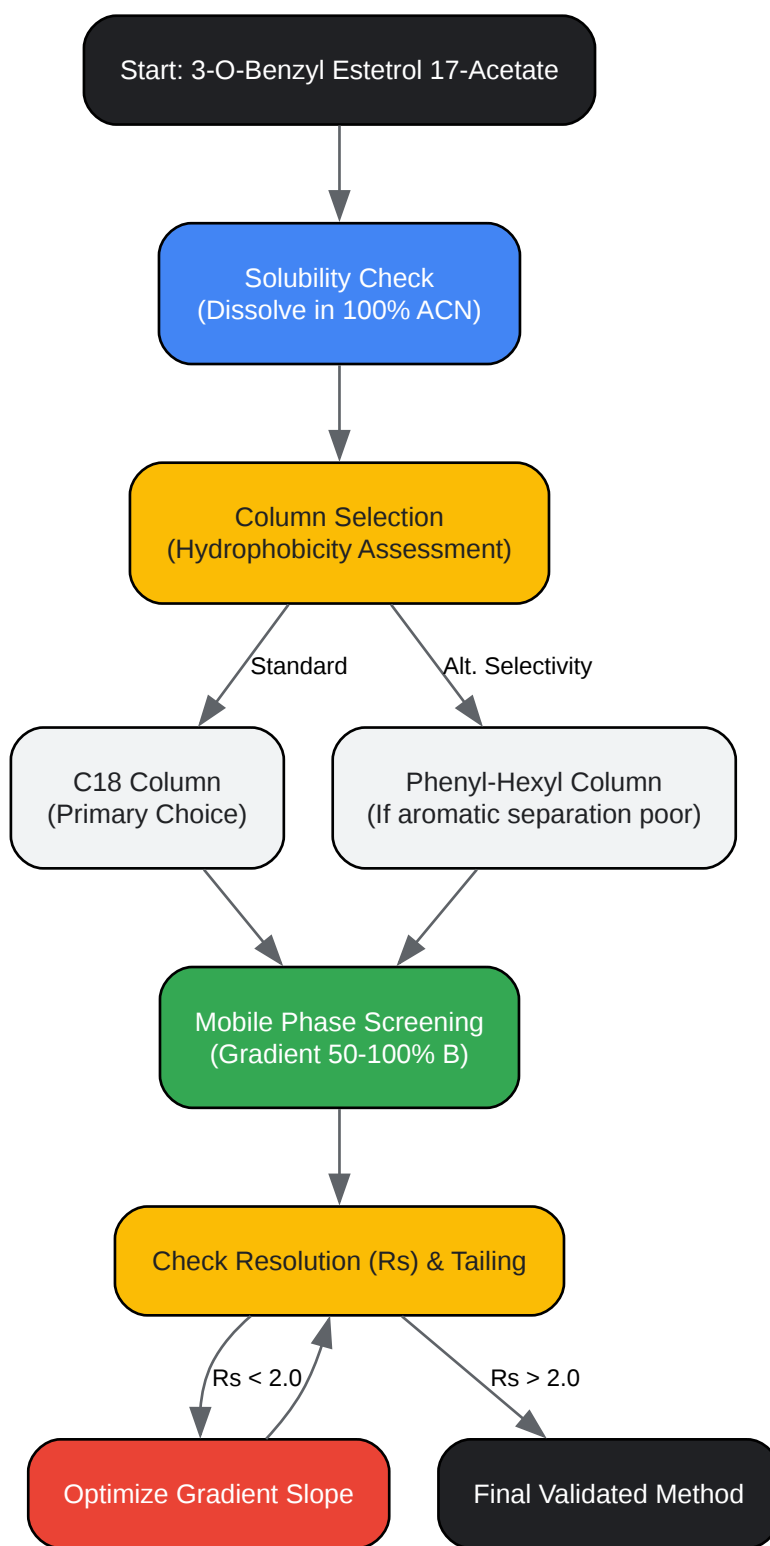 Start: 3-O-Benzyl Estetrol 17-Acetate
Solubility Check
(Dissolve in 100% ACN)
Column Selection
(Hydrophobicity Assessment)
Standard
Alt. Selectivity
C18 Column
(Primary Choice)
Phenyl-Hexyl Column
(If aromatic separation poor)
Mobile Phase Screening
(Gradient 50-100% B)
Check Resolution (Rs) & Tailing
Rs < 2.0
Rs > 2.0
Optimize Gradient Slope
Final Validated Method